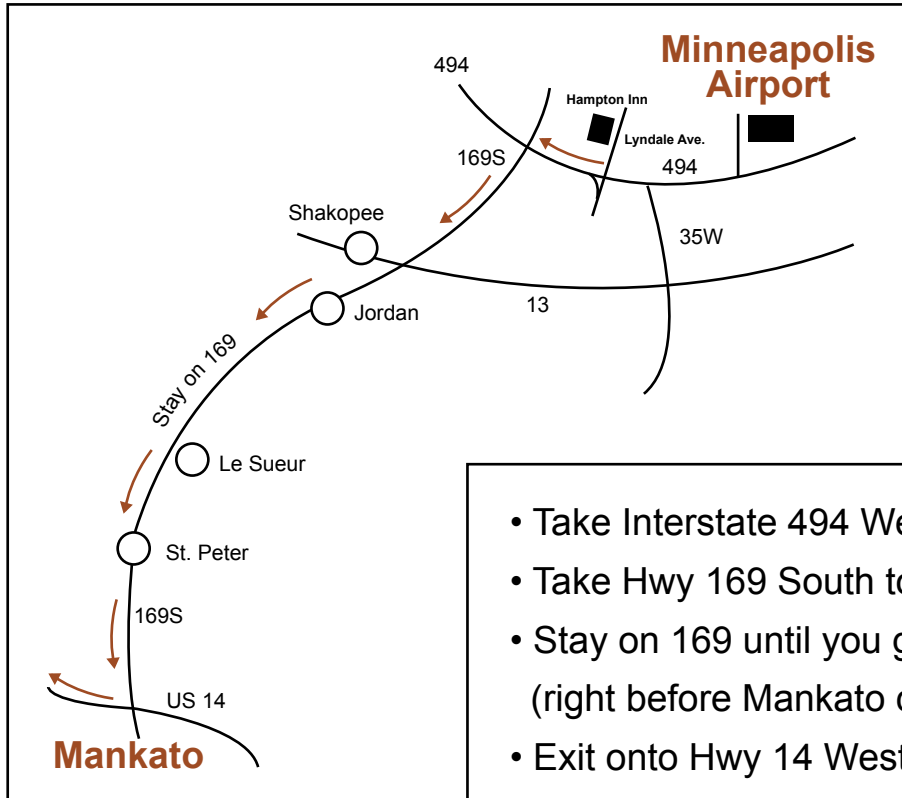 Minneapolis
Airport
494
Hampton Inn
Lyndale Ave.
169S
494
Shakopee
35W
13
Jordan
Stay on 169
Le Sueur
St. Peter
169S
US 14
Mankato
• Take Interstate 494 We
• Take Hwy 169 South to
• Stay on 169 until you g
(right before Mankato
• Exit onto Hwy 14 West